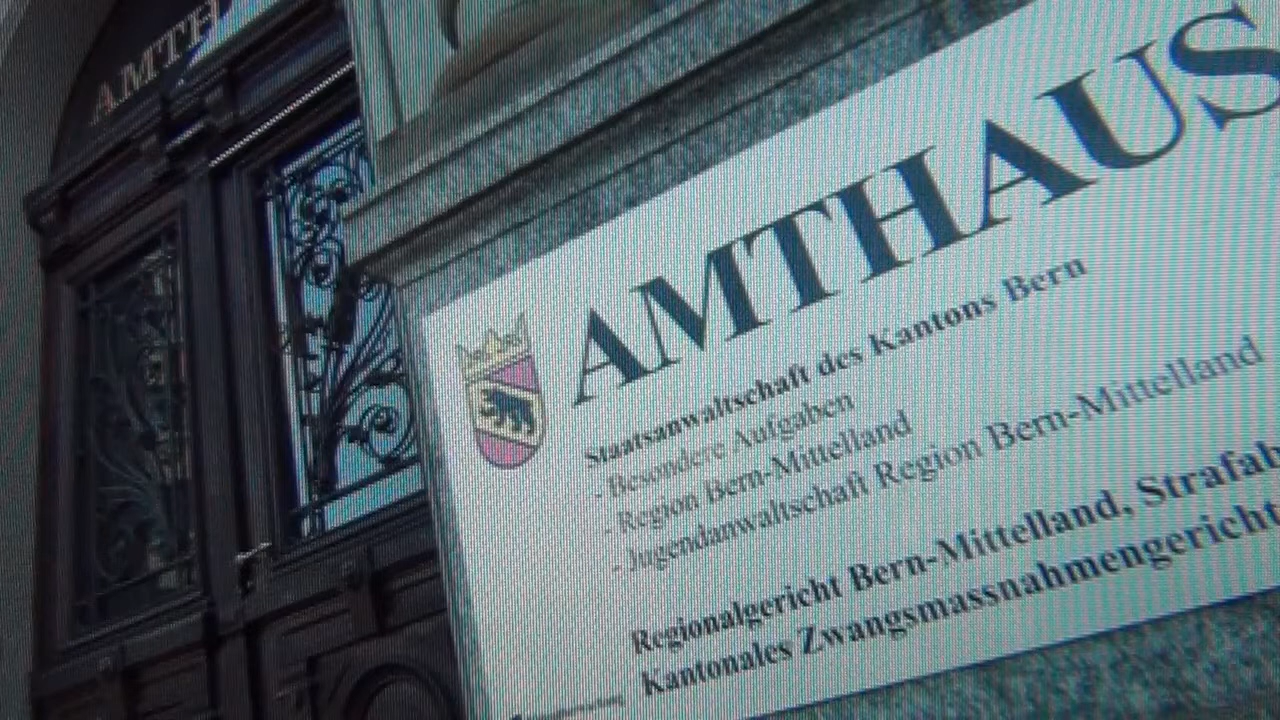 AMTH
AMTHAUS
Staatsanwaltschaft des Kantons Bern
- Besondere Aufgaben
- Region Bern-Mittelland
- Jugendanwaltschaft Region Bern-Mittelland
Regionalgericht Bern-Mittelland, Strafab
Kantonales Zwangsmassnahmengericht